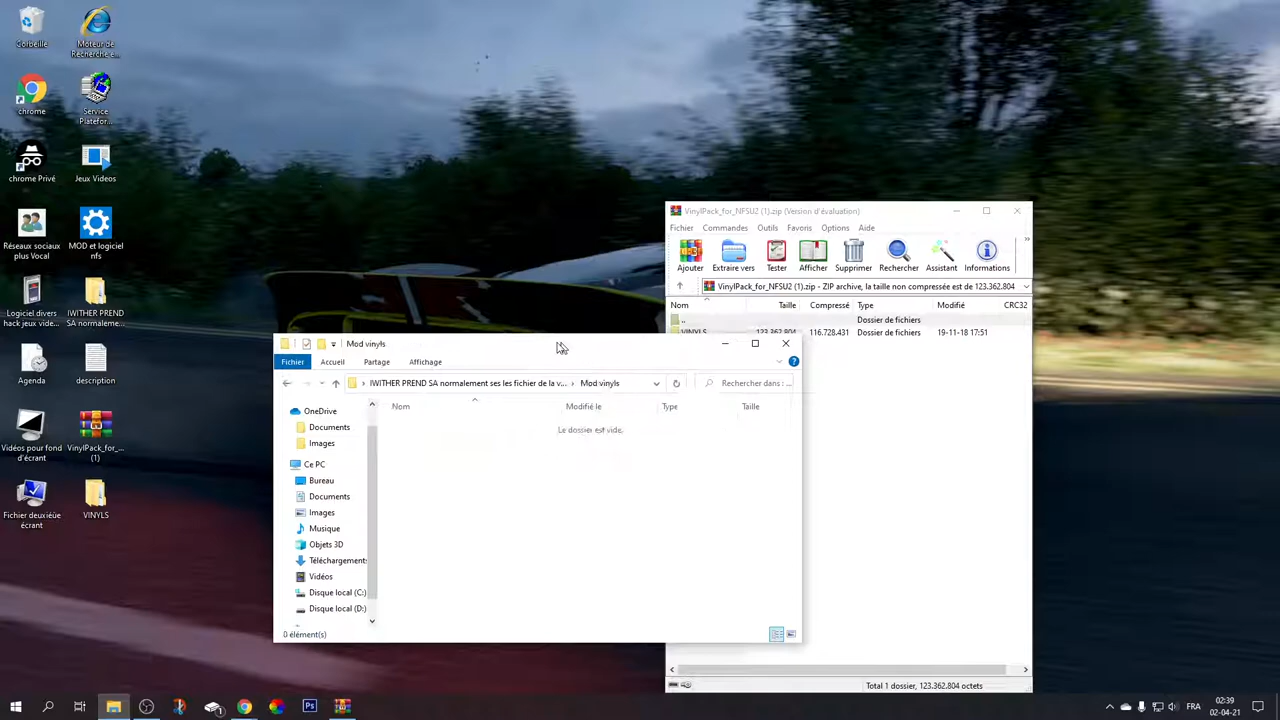 Corbeille
Moteur de
Recherche e...
chrome
Service
Platefor...
chrome Privé
Jeux Videos
Réseaux sociaux
plus Vocal
MOD et logiciel
nfs
Logiciel divers
hack jeux vide...
IWITHER PREND
SA normaleme...
Agenda
description
Vidéos pour fond
d'écran
VinylPack_for_...
(1)
Fichier deuxiéüe
écran
VINYLS
VinylPack_for_NFSU2 (1).zip (Version d'évaluation)
Fichier Commandes Outils Favoris Options Aide
Ajouter Extraire vers Tester Afficher Supprimer Rechercher Assistant Informations
VinylPack_for_NFSU2 (1).zip - ZIP archive, la taille non compressée est de 123.362.804
Nom Taille Compressé Type Modifié CRC32
.. Dossier de fichiers
VINYLS 123.362.804 116.728.431 Dossier de fichiers 19-11-18 17:51
Total 1 dossier, 123.362.804 octets
Mod vinyls
Fichier Accueil Partage Affichage
IWITHER PREND SA normalement ses les fichier de la v... > Mod vinyls
Rechercher dans : ...
Nom Modifié le Type Taille
Le dossier est vide.
OneDrive
Documents
Images
Ce PC
Bureau
Documents
Images
Musique
Objets 3D
Téléchargements
Vidéos
Disque local (C:)
Disque local (D:)
0 élément(s)
FRA
02:39
02-04-21